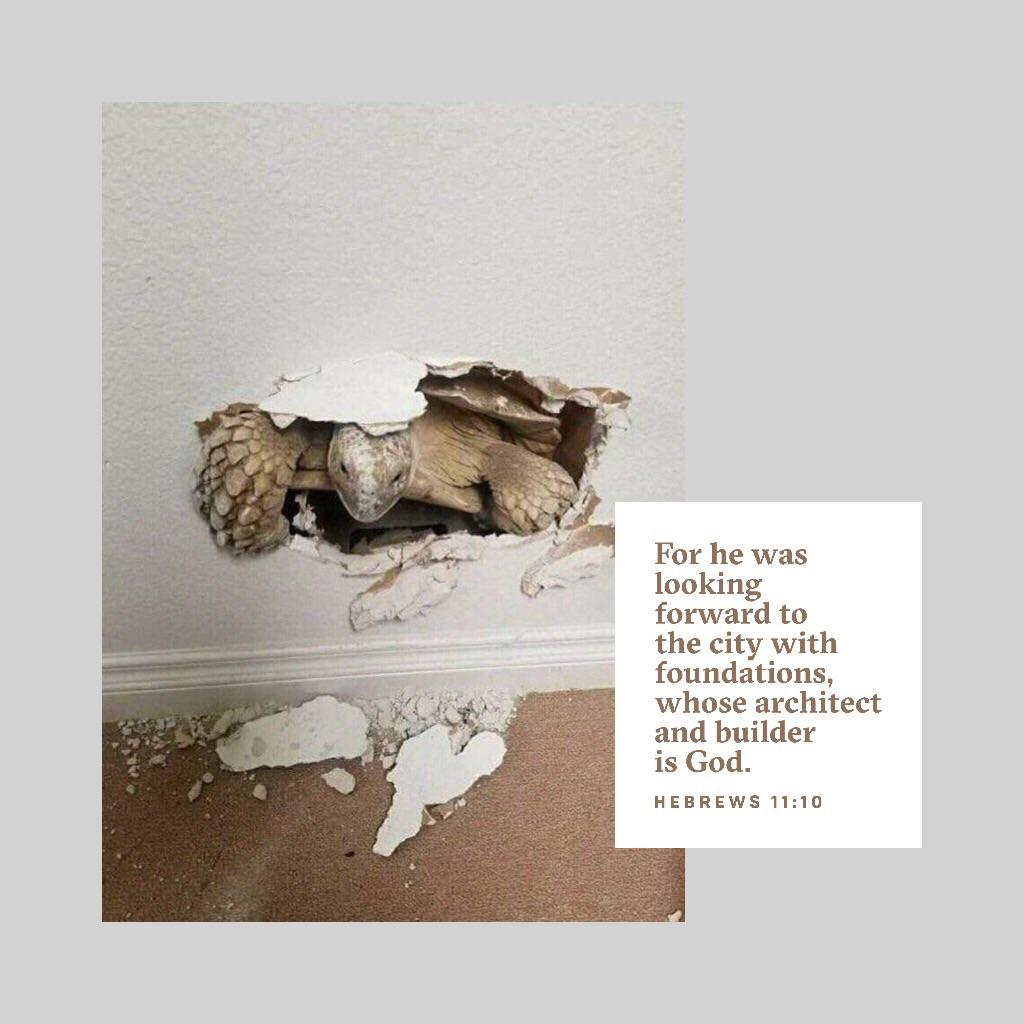 For he was
looking
forward to
the city with
foundations,
whose architect
and builder
is God.
HEBREWS 11:10